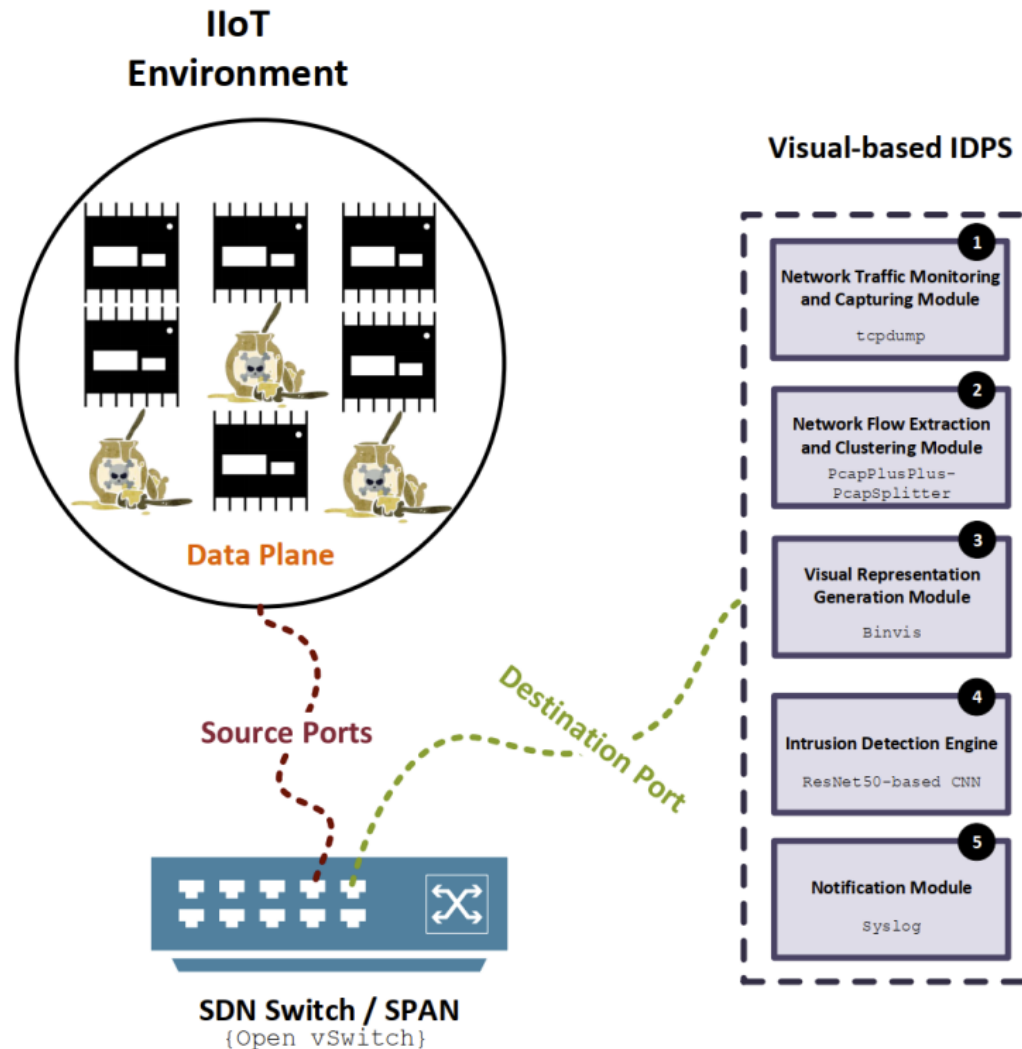 IIoT
Environment
Data Plane
Source Ports
Destination Port
SDN Switch / SPAN
{Open vSwitch}
Visual-based IDPS
1
Network Traffic Monitoring
and Capturing Module
tcpdump
2
Network Flow Extraction
and Clustering Module
PcapPlusPlus-
PcapSplitter
3
Visual Representation
Generation Module
Binvis
4
Intrusion Detection Engine
ResNet50-based CNN
5
Notification Module
Syslog